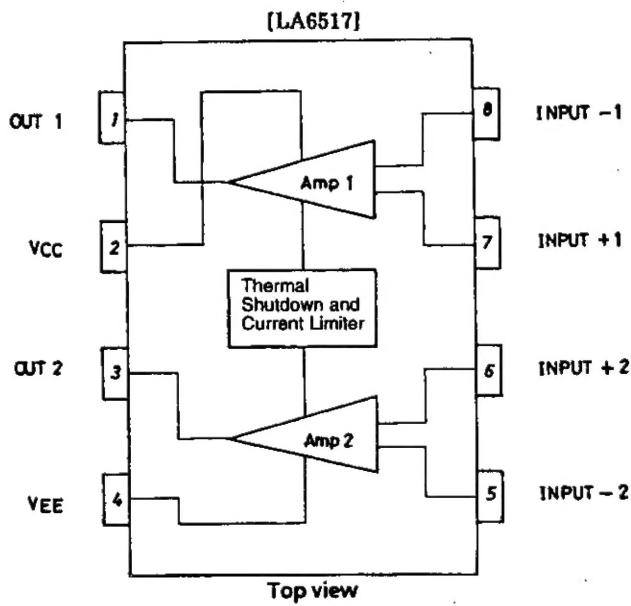 [LA6517]
OUT 1
1
8
INPUT -1
Amp 1
VCC
2
7
INPUT +1
Thermal
Shutdown and
Current Limiter
OUT 2
3
6
INPUT +2
Amp 2
VEE
4
5
INPUT -2
Top view